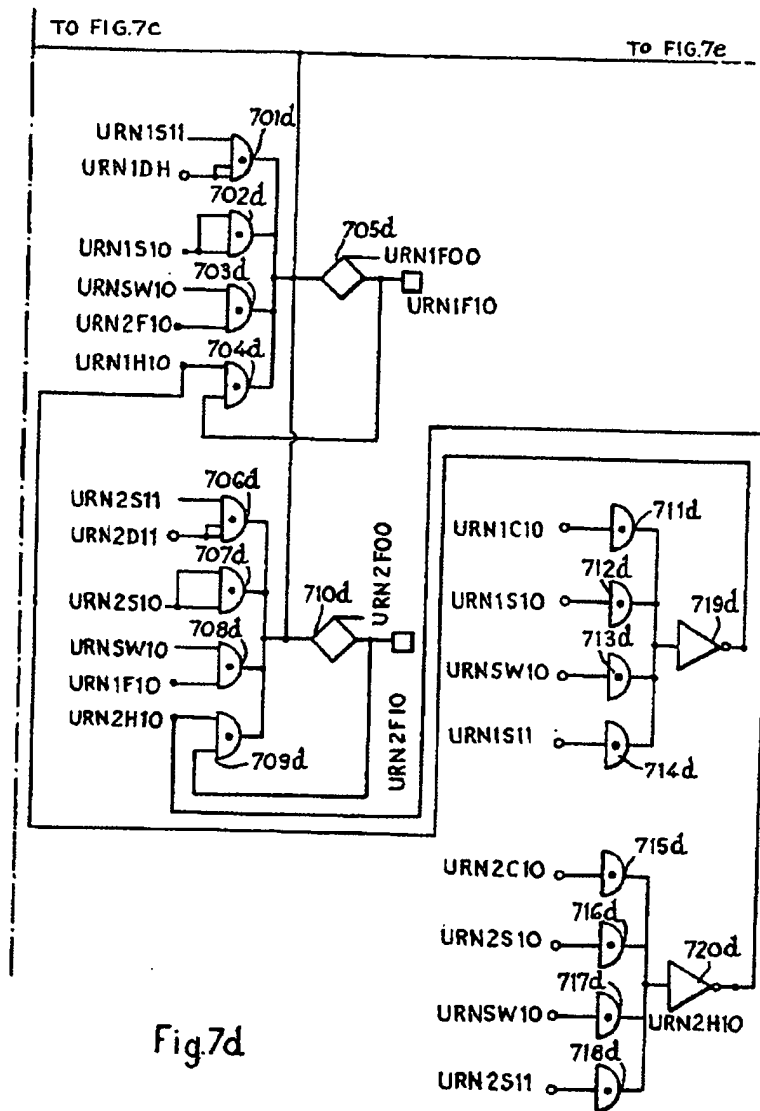 TO FIG.7c
TO FIG.7e
701d
URN1S11
URN1DH
702d
705d
URN1F00
URN1S10
703d
URN1F10
URNSW10
URN2F10
704d
URN1H10
706d
URN2S11
URN2D11
707d
710d
URN2F00
URN2S10
708d
URNSW10
URN1F10
URN2H10
709d
URN2F10
711d
URN1C10
712d
719d
URN1S10
713d
URNSW10
URN1S11
714d
715d
URN2C10
716d
URN2S10
720d
717d
URNSW10
URN2H10
718d
URN2S11
Fig.7d